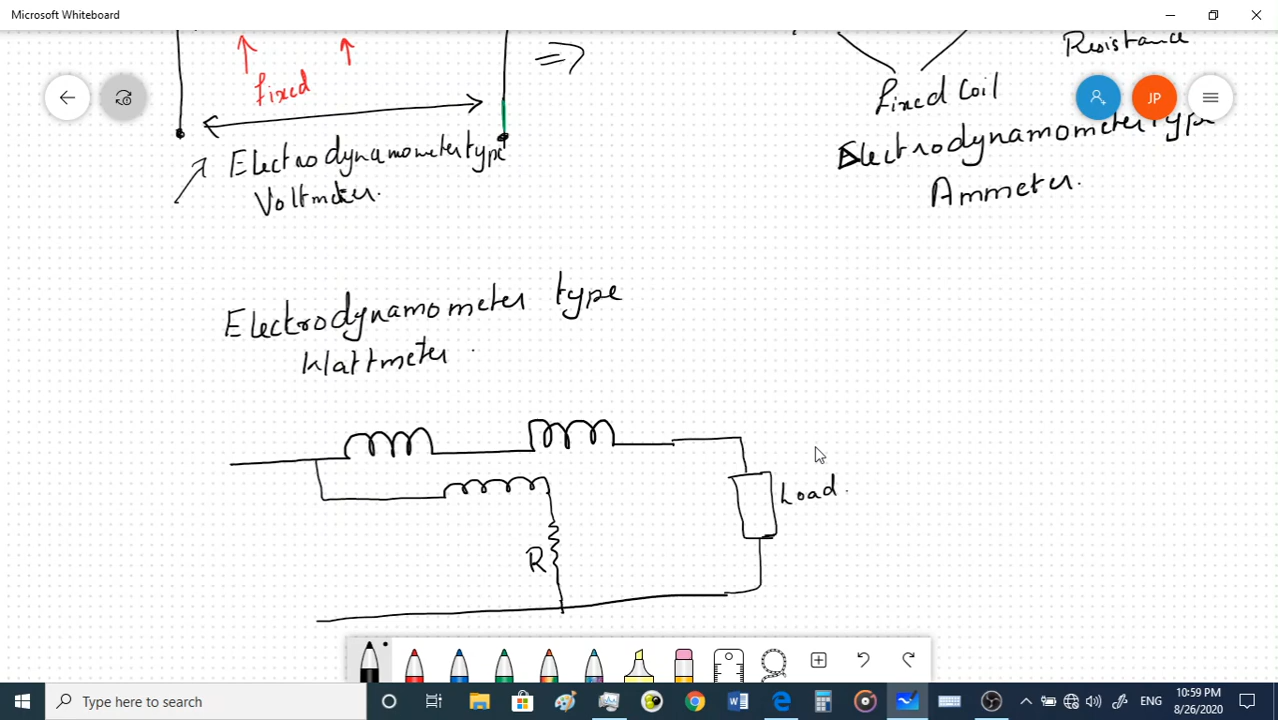 Microsoft Whiteboard
fixed
Electrodynamometer type
Voltmeter.
Resistance
fixed Coil
JP
Electrodynamometer type
Ammeter.
Electrodynamometer type
Wattmeter.
Load.
R
Type here to search
ENG
10:59 PM
8/26/2020